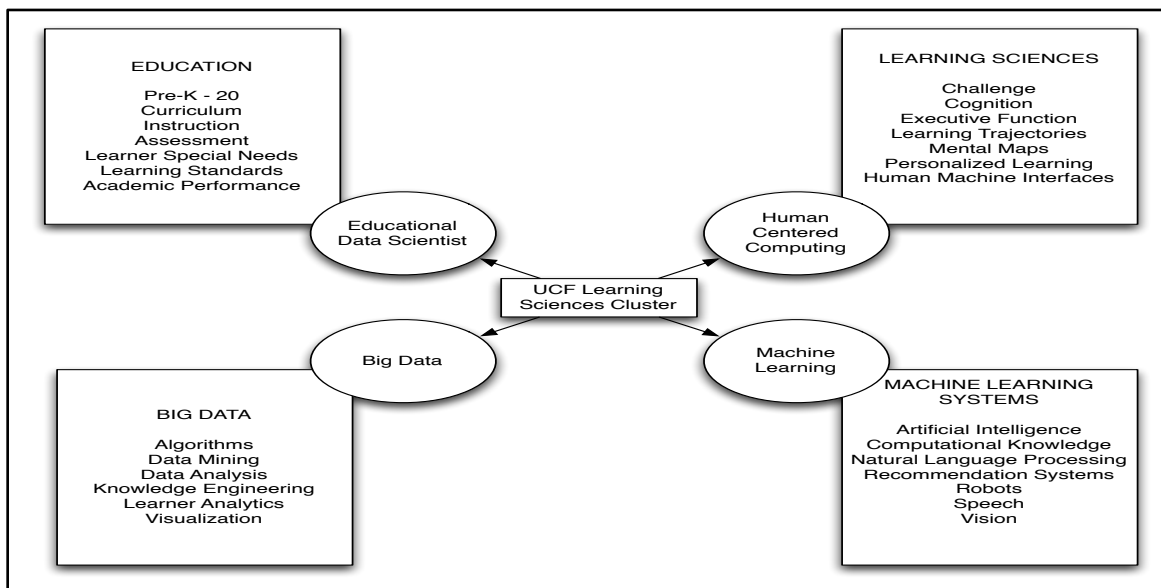 EDUCATION
Pre-K - 20
Curriculum
Instruction
Assessment
Learner Special Needs
Learning Standards
Academic Performance
LEARNING SCIENCES
Challenge
Cognition
Executive Function
Learning Trajectories
Mental Maps
Personalized Learning
Human Machine Interfaces
Educational
Data Scientist
Human
Centered
Computing
UCF Learning
Sciences Cluster
Big Data
Machine
Learning
BIG DATA
Algorithms
Data Mining
Data Analysis
Knowledge Engineering
Learner Analytics
Visualization
MACHINE LEARNING
SYSTEMS
Artificial Intelligence
Computational Knowledge
Natural Language Processing
Recommendation Systems
Robots
Speech
Vision